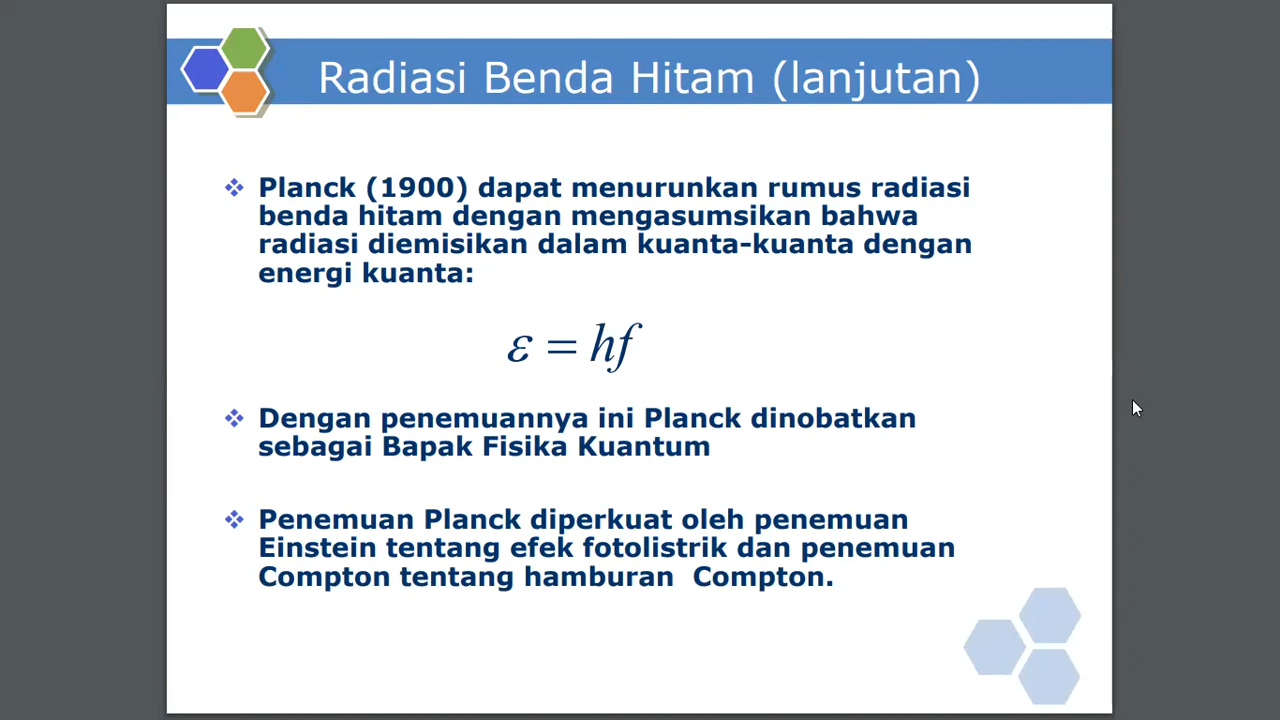 Radiasi Benda Hitam (lanjutan)
Planck (1900) dapat menurunkan rumus radiasi
benda hitam dengan mengasumsikan bahwa
radiasi diemisikan dalam kuanta-kuanta dengan
energi kuanta:
ε = hf
Dengan penemuannya ini Planck dinobatkan
sebagai Bapak Fisika Kuantum
Penemuan Planck diperkuat oleh penemuan
Einstein tentang efek fotolistrik dan penemuan
Compton tentang hamburan  Compton.